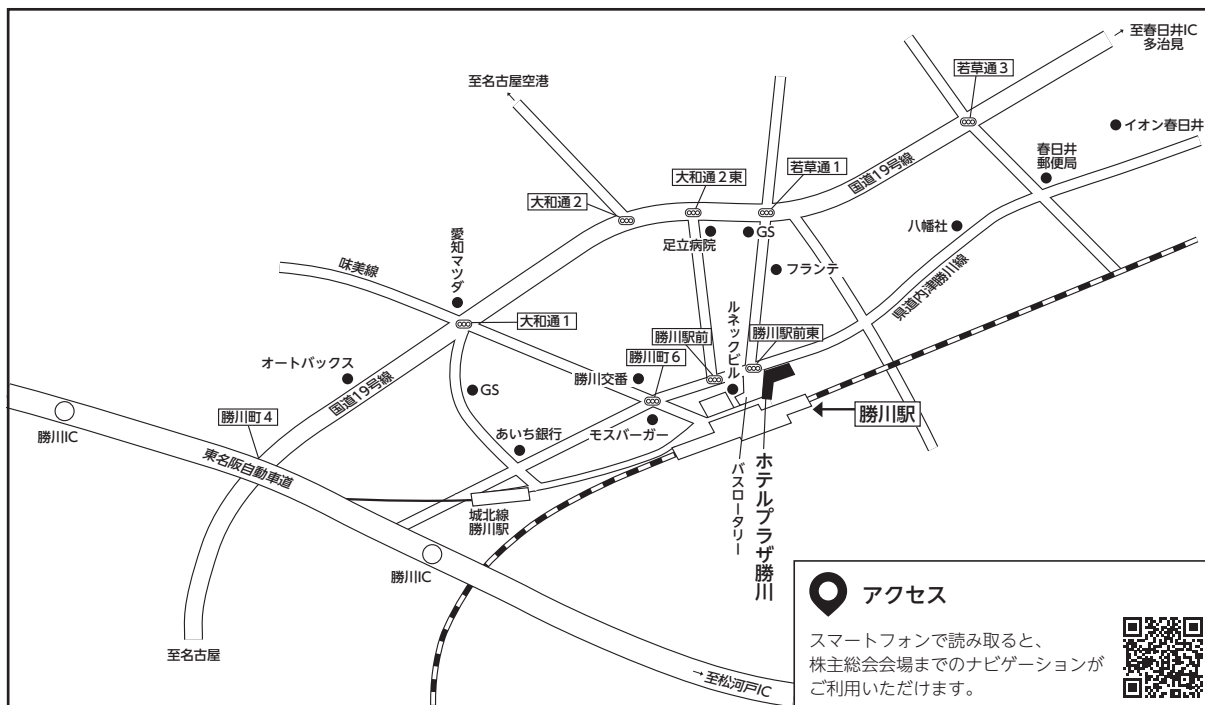 →至春日井IC
多治見
若草通3
至名古屋空港
イオン春日井
春日井
郵便局
国道19号線
若草通1
大和通2東
大和通2
足立病院
GS
八幡社
フランテ
愛知マツダ
味美線
県道内津勝川線
大和通1
ルネックビル
勝川駅前
勝川駅前東
勝川町6
オートバックス
勝川交番
GS
国道19号線
勝川駅
勝川IC
勝川町4
あいち銀行
モスバーガー
東名阪自動車道
バスロータリー
ホテルプラザ勝川
城北線
勝川駅
勝川IC
至名古屋
→至松河戸IC
アクセス
スマートフォンで読み取ると、
株主総会会場までのナビゲーションが
ご利用いただけます。